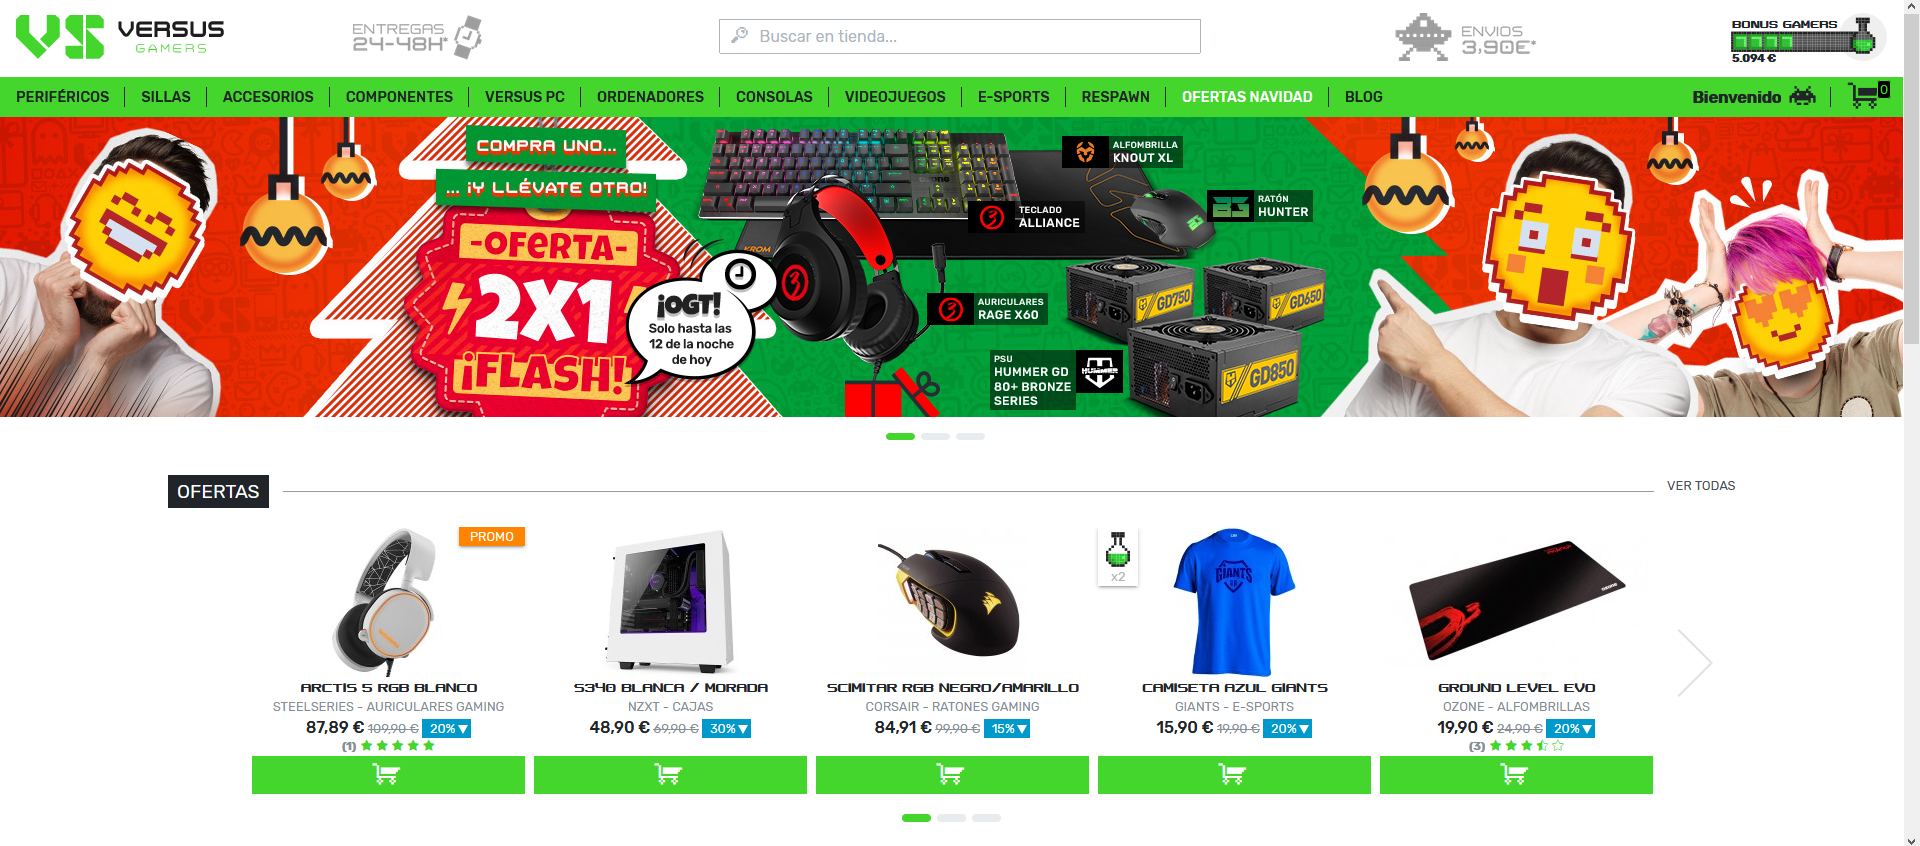 VS VERSUS
GAMERS
ENTREGAS
24-48H*
Buscar en tienda...
ENVIOS
3,90€*
BONUS GAMERS
5.094 €
PERIFÉRICOS
SILLAS
ACCESORIOS
COMPONENTES
VERSUS PC
ORDENADORES
CONSOLAS
VIDEOJUEGOS
E-SPORTS
RESPAWN
OFERTAS NAVIDAD
BLOG
Bienvenido
0
COMPRA UNO...
... ¡Y LLÉVATE OTRO!
-OFERTA-
2X1
¡FLASH!
¡OGT!
Solo hasta las
12 de la noche
de hoy
ALFOMBRILLA
KNOUT XL
RATÓN
HUNTER
TECLADO
ALLIANCE
KROM
AURICULARES
RAGE X60
GD750
GD650
GD850
PSU
HUMMER GD
80+ BRONZE
SERIES
HUMMER
OFERTAS
VER TODAS
PROMO
ARCTIS 5 RGB BLANCO
STEELSERIES - AURICULARES GAMING
87,89 € 109,90 € 20%
(1)
S340 BLANCA / MORADA
NZXT - CAJAS
48,90 € 69,90 € 30%
SCIMITAR RGB NEGRO/AMARILLO
CORSAIR - RATONES GAMING
84,91 € 99,90 € 15%
x2
GIANTS
CAMISETA AZUL GIANTS
GIANTS - E-SPORTS
15,90 € 19,90 € 20%
GROUND LEVEL EVO
OZONE - ALFOMBRILLAS
19,90 € 24,90 € 20%
(3)